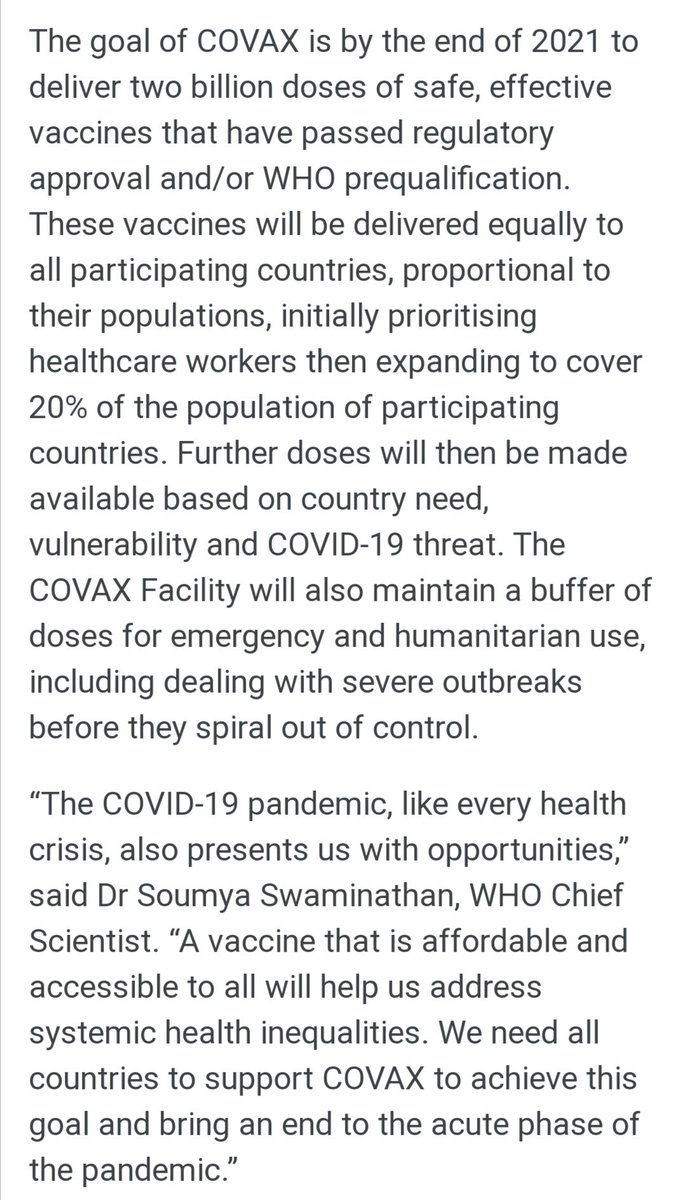 The goal of COVAX is by the end of 2021 to
deliver two billion doses of safe, effective
vaccines that have passed regulatory
approval and/or WHO prequalification.
These vaccines will be delivered equally to
all participating countries, proportional to
their populations, initially prioritising
healthcare workers then expanding to cover
20% of the population of participating
countries. Further doses will then be made
available based on country need,
vulnerability and COVID-19 threat. The
COVAX Facility will also maintain a buffer of
doses for emergency and humanitarian use,
including dealing with severe outbreaks
before they spiral out of control.
“The COVID-19 pandemic, like every health
crisis, also presents us with opportunities,”
said Dr Soumya Swaminathan, WHO Chief
Scientist. “A vaccine that is affordable and
accessible to all will help us address
systemic health inequalities. We need all
countries to support COVAX to achieve this
goal and bring an end to the acute phase of
the pandemic.”